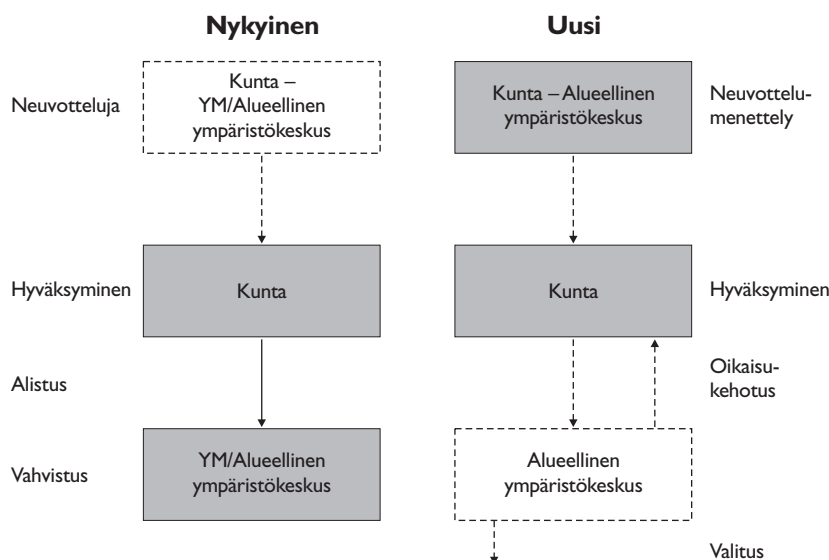 Nykyinen
Uusi
Neuvotteluja
Kunta –
YM/Alueellinen
ympäristökeskus
Kunta – Alueellinen
ympäristökeskus
Neuvottelu-
menettely
Hyväksyminen
Kunta
Kunta
Hyväksyminen
Alistus
Oikaisu-
kehotus
Vahvistus
YM/Alueellinen
ympäristökeskus
Alueellinen
ympäristökeskus
Valitus